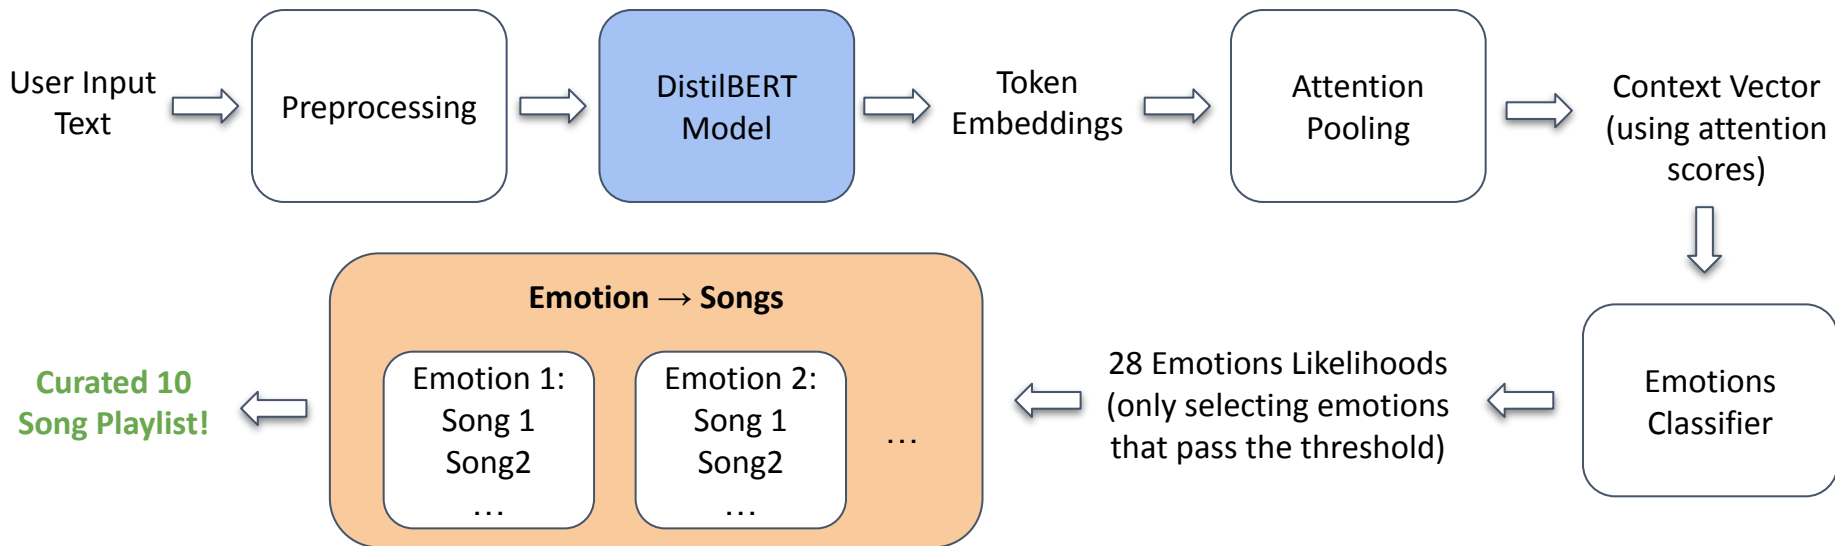 User Input
Text
Preprocessing
DistilBERT
Model
Token
Embeddings
Attention
Pooling
Context Vector
(using attention
scores)
Emotions
Classifier
28 Emotions Likelihoods
(only selecting emotions
that pass the threshold)
Emotion → Songs
Emotion 1:
Song 1
Song2
...
Emotion 2:
Song 1
Song2
...
...
Curated 10
Song Playlist!